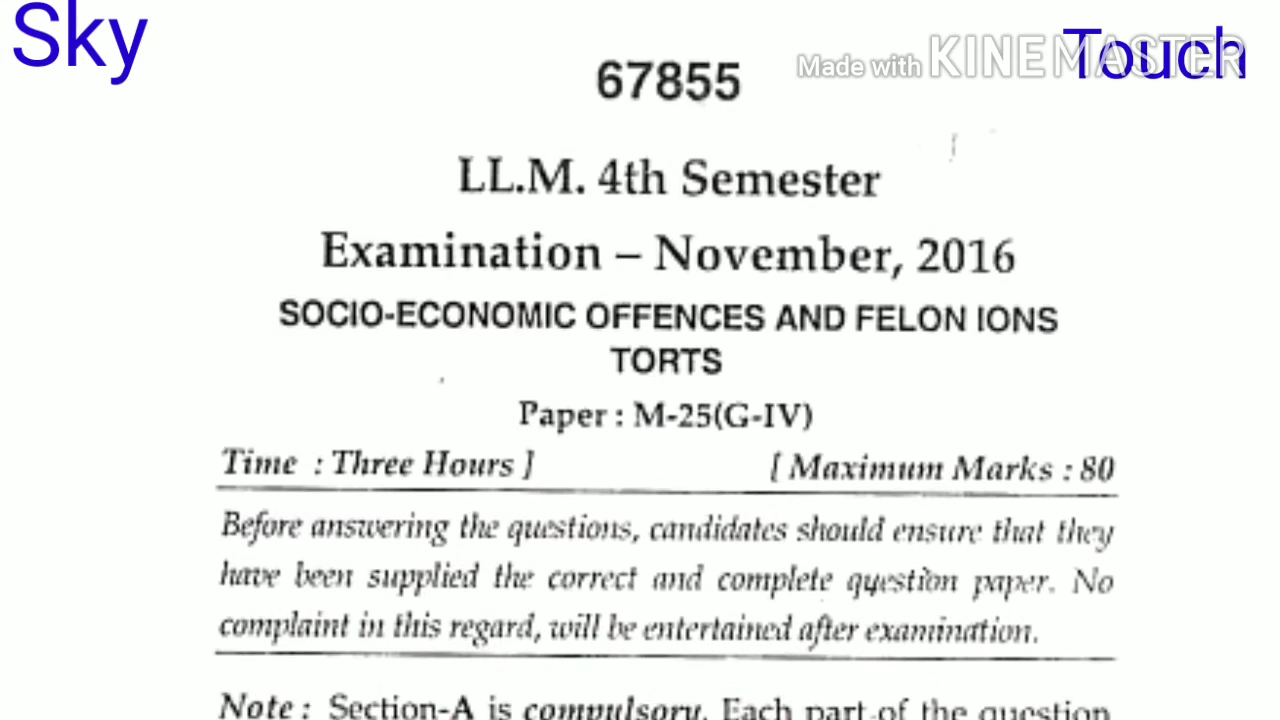 Sky
Touch
Made with KINEMASTER
67855
LL.M. 4th Semester
Examination – November, 2016
SOCIO-ECONOMIC OFFENCES AND FELON IONS
TORTS
Paper : M-25(G-IV)
Time : Three Hours ] [ Maximum Marks : 80
Before answering the questions, candidates should ensure that they
have been supplied the correct and complete question paper. No
complaint in this regard, will be entertained after examination.
Note : Section-A is compulsory. Each part of the question